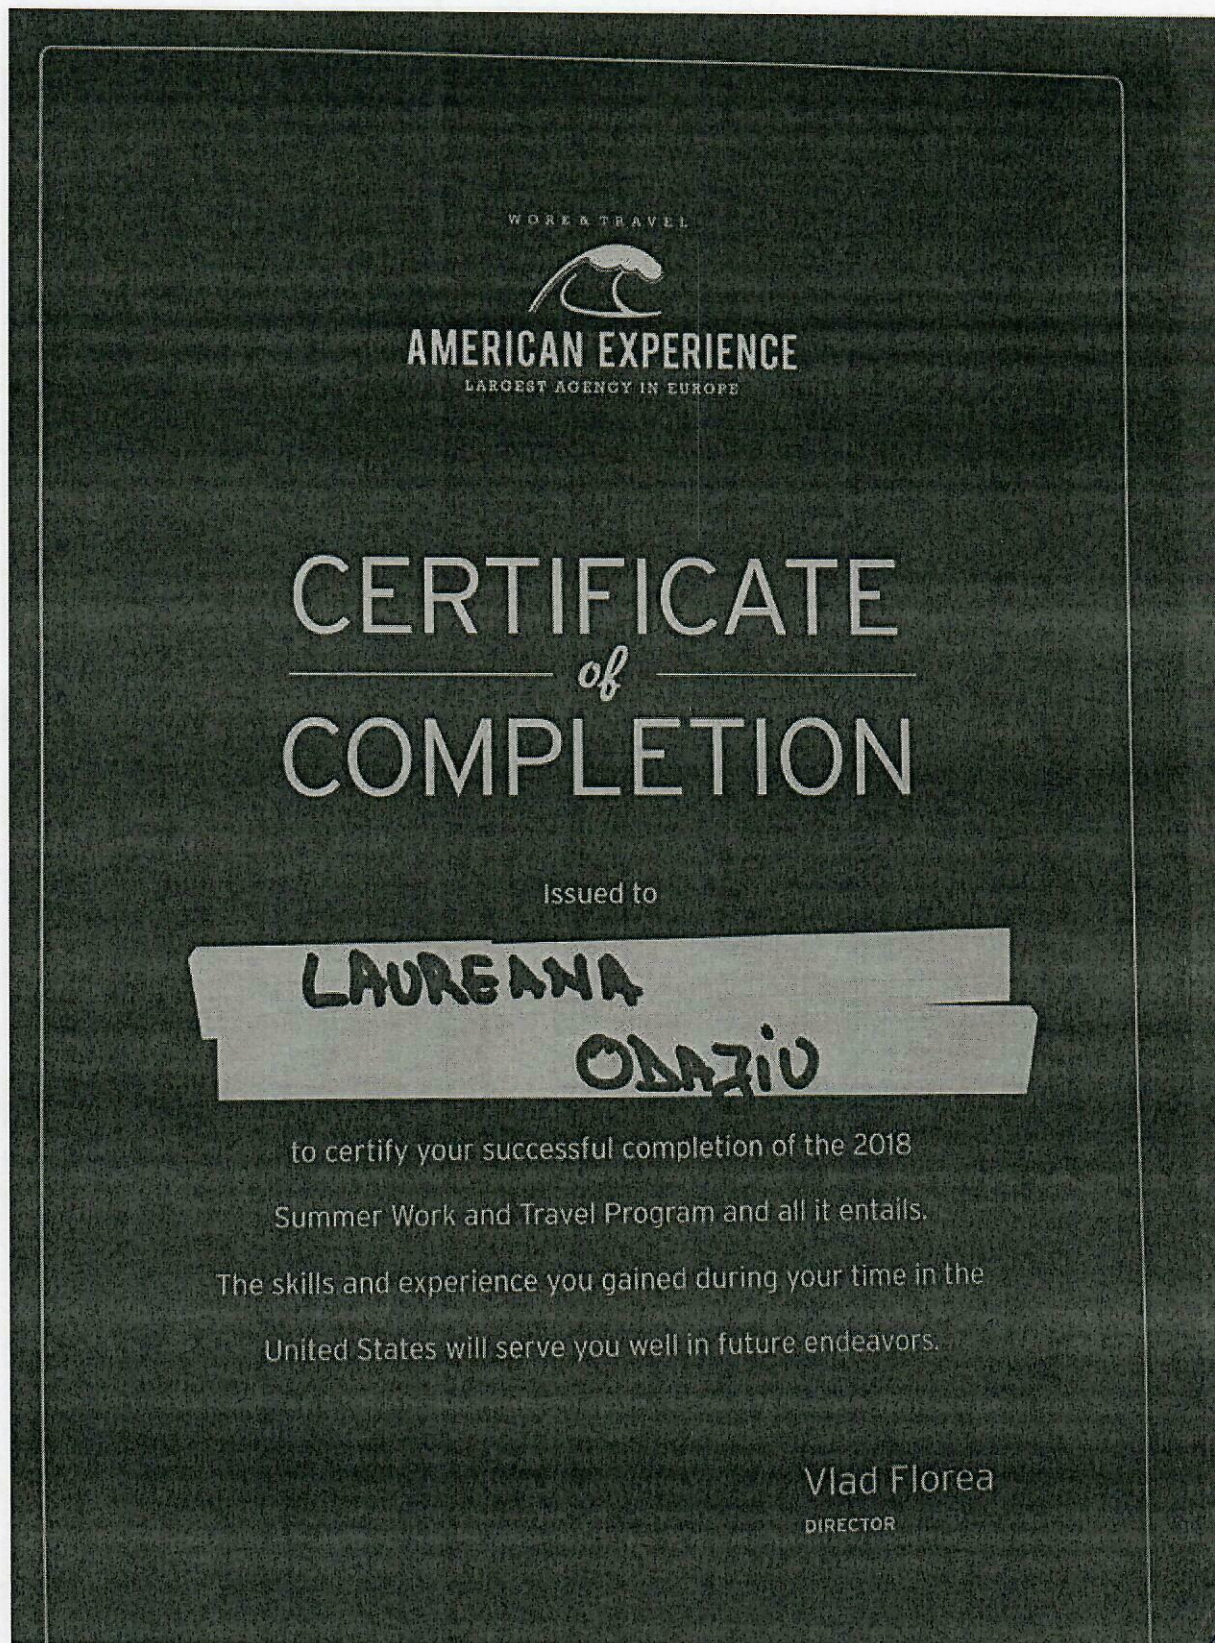 WORK & TRAVEL
AMERICAN EXPERIENCE
LARGEST AGENCY IN EUROPE
CERTIFICATE
of
COMPLETION
Issued to
LAUREANA
ODAZIU
to certify your successful completion of the 2018
Summer Work and Travel Program and all it entails.
The skills and experience you gained during your time in the
United States will serve you well in future endeavors.
Vlad Florea
DIRECTOR